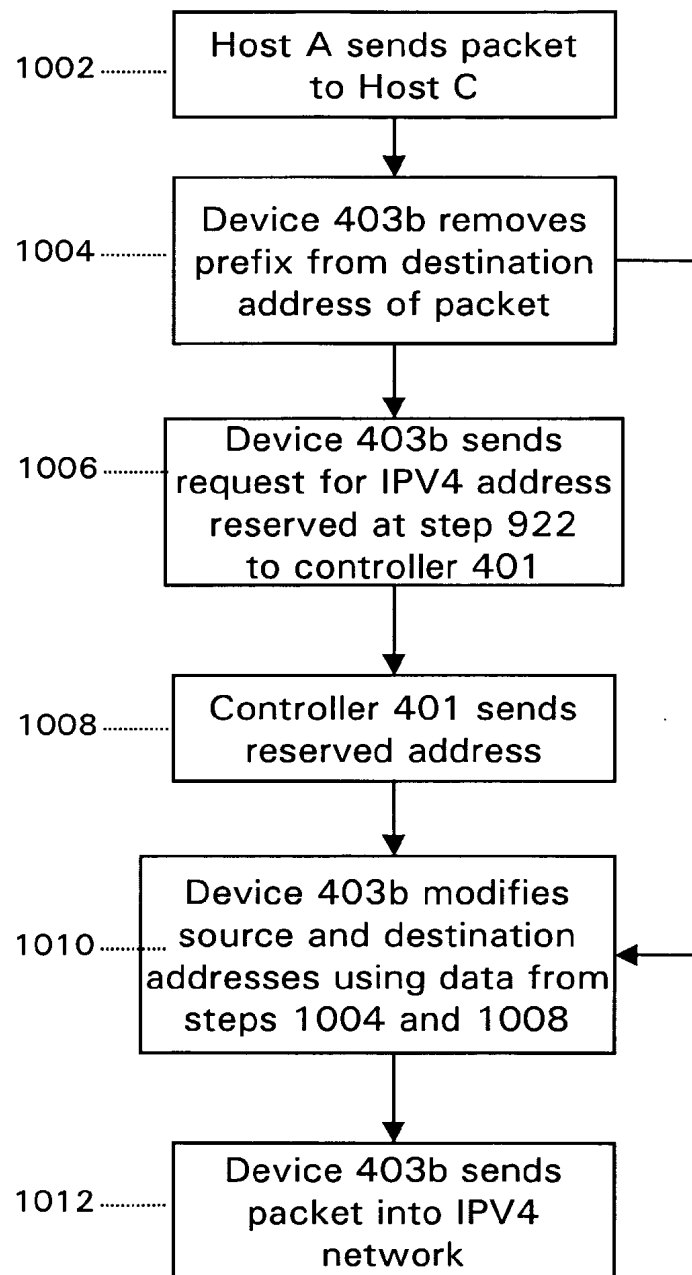 1002
Host A sends packet
to Host C
1004
Device 403b removes
prefix from destination
address of packet
1006
Device 403b sends
request for IPV4 address
reserved at step 922
to controller 401
1008
Controller 401 sends
reserved address
1010
Device 403b modifies
source and destination
addresses using data from
steps 1004 and 1008
1012
Device 403b sends
packet into IPV4
network